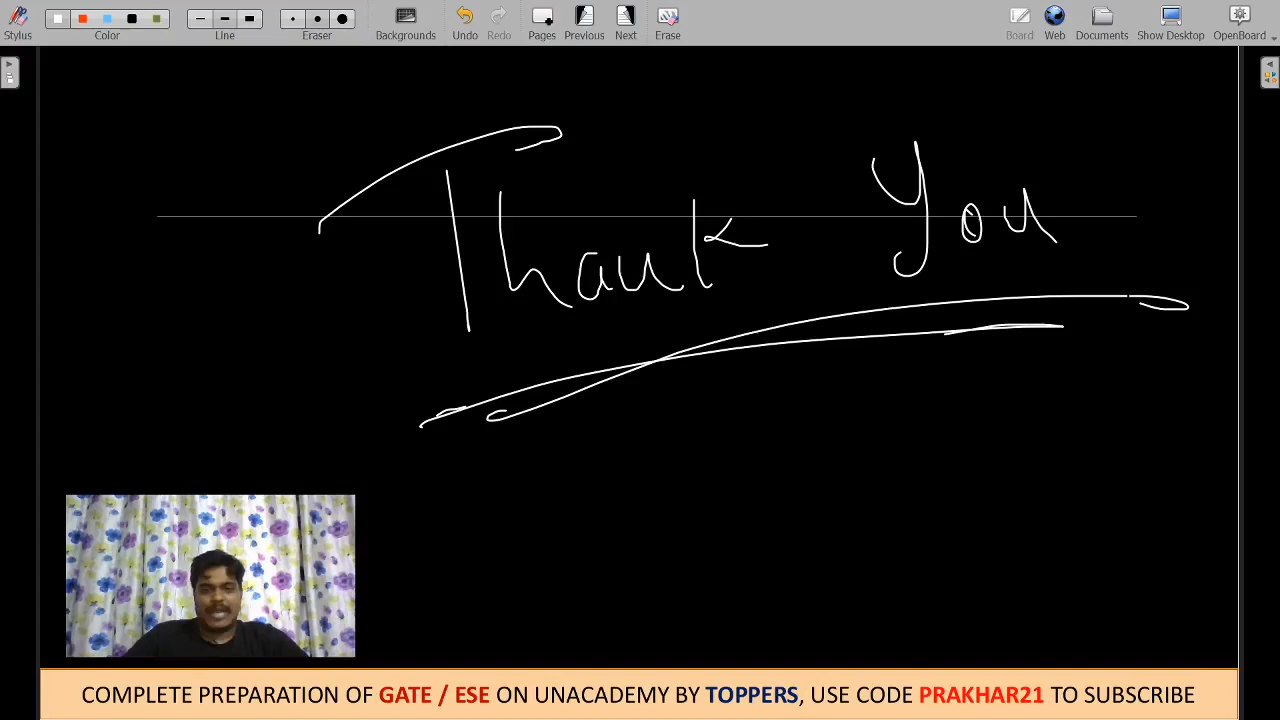 Stylus
Color
Line
Eraser
Backgrounds
Undo
Redo
Pages
Previous
Next
Erase
Board
Web
Documents
Show Desktop
OpenBoard
Thank You
COMPLETE PREPARATION OF GATE / ESE ON UNACADEMY BY TOPPERS, USE CODE PRAKHAR21 TO SUBSCRIBE